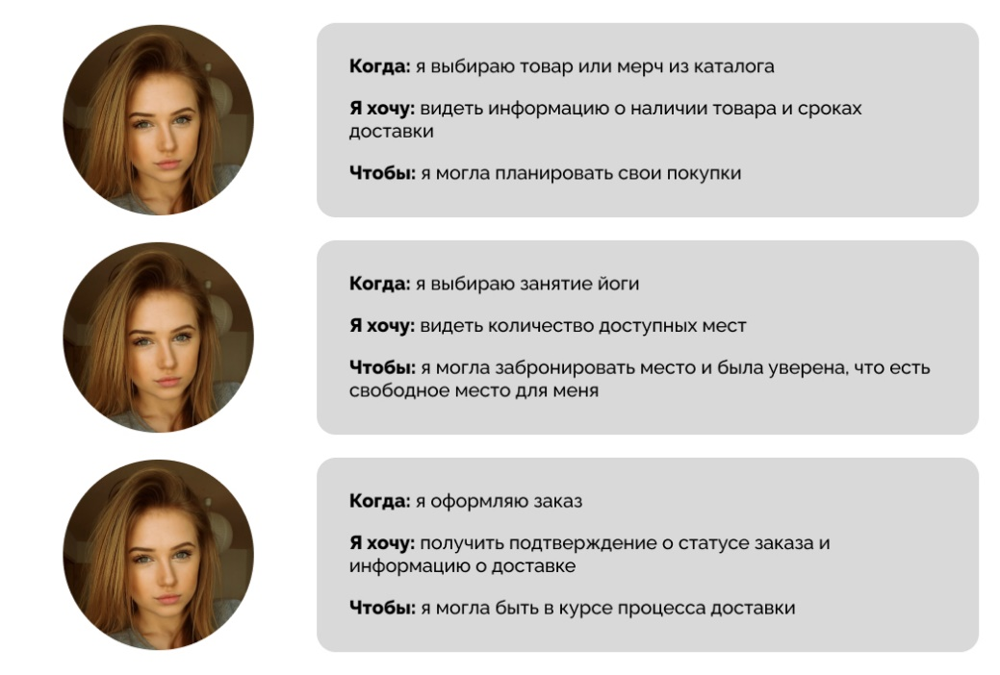 Когда: я выбираю товар или мерч из каталога
Я хочу: видеть информацию о наличии товара и сроках
доставки
Чтобы: я могла планировать свои покупки
Когда: я выбираю занятие йоги
Я хочу: видеть количество доступных мест
Чтобы: я могла забронировать место и была уверена, что есть
свободное место для меня
Когда: я оформляю заказ
Я хочу: получить подтверждение о статусе заказа и
информацию о доставке
Чтобы: я могла быть в курсе процесса доставки